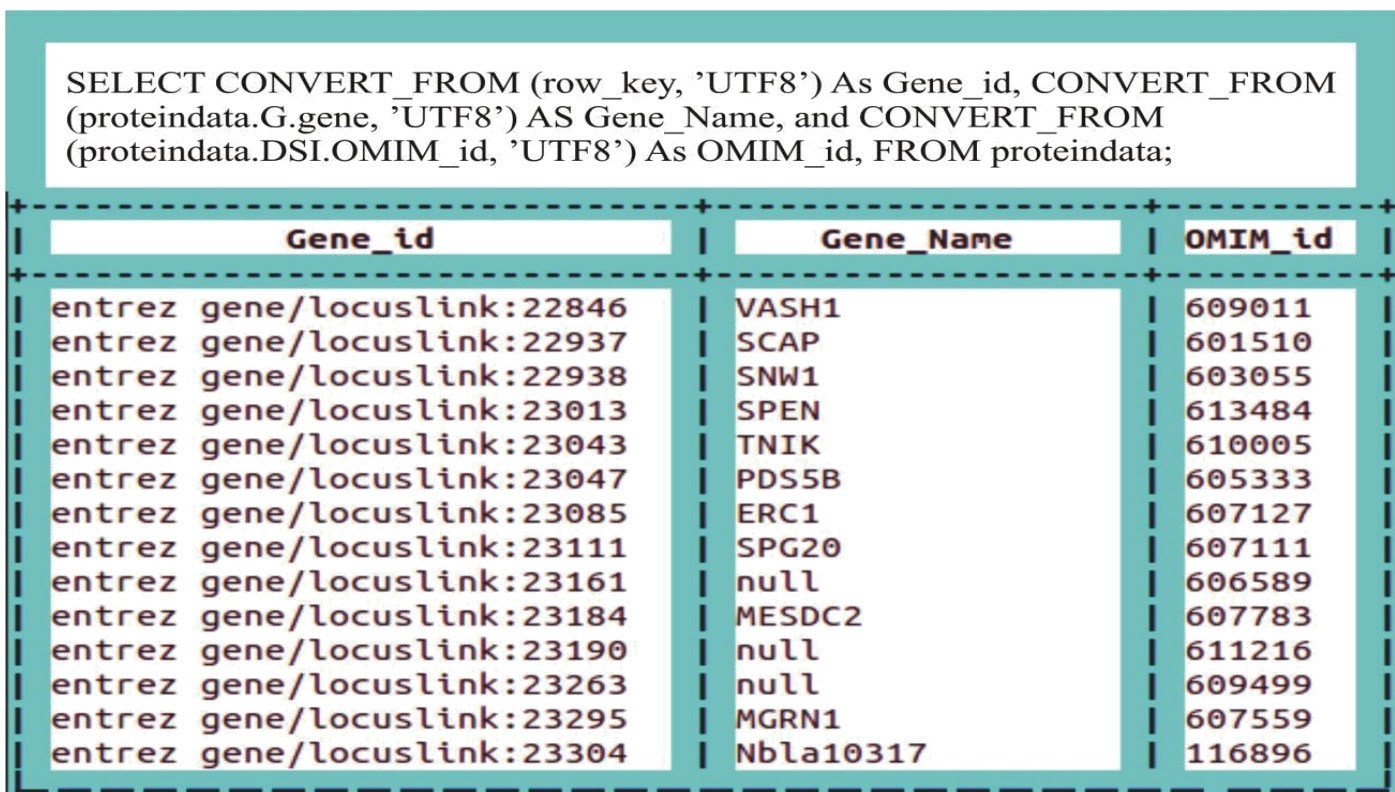 SELECT CONVERT_FROM (row_key, ’UTF8’) As Gene_id, CONVERT_FROM
(proteindata.G.gene, ’UTF8’) AS Gene_Name, and CONVERT_FROM
(proteindata.DSI.OMIM_id, ’UTF8’) As OMIM_id, FROM proteindata;
| Gene_id | Gene_Name | OMIM_id |
| entrez gene/locuslink:22846 | VASH1 | 609011 |
| entrez gene/locuslink:22937 | SCAP | 601510 |
| entrez gene/locuslink:22938 | SNW1 | 603055 |
| entrez gene/locuslink:23013 | SPEN | 613484 |
| entrez gene/locuslink:23043 | TNIK | 610005 |
| entrez gene/locuslink:23047 | PDS5B | 605333 |
| entrez gene/locuslink:23085 | ERC1 | 607127 |
| entrez gene/locuslink:23111 | SPG20 | 607111 |
| entrez gene/locuslink:23161 | null | 606589 |
| entrez gene/locuslink:23184 | MESDC2 | 607783 |
| entrez gene/locuslink:23190 | null | 611216 |
| entrez gene/locuslink:23263 | null | 609499 |
| entrez gene/locuslink:23295 | MGRN1 | 607559 |
| entrez gene/locuslink:23304 | Nbla10317 | 116896 |